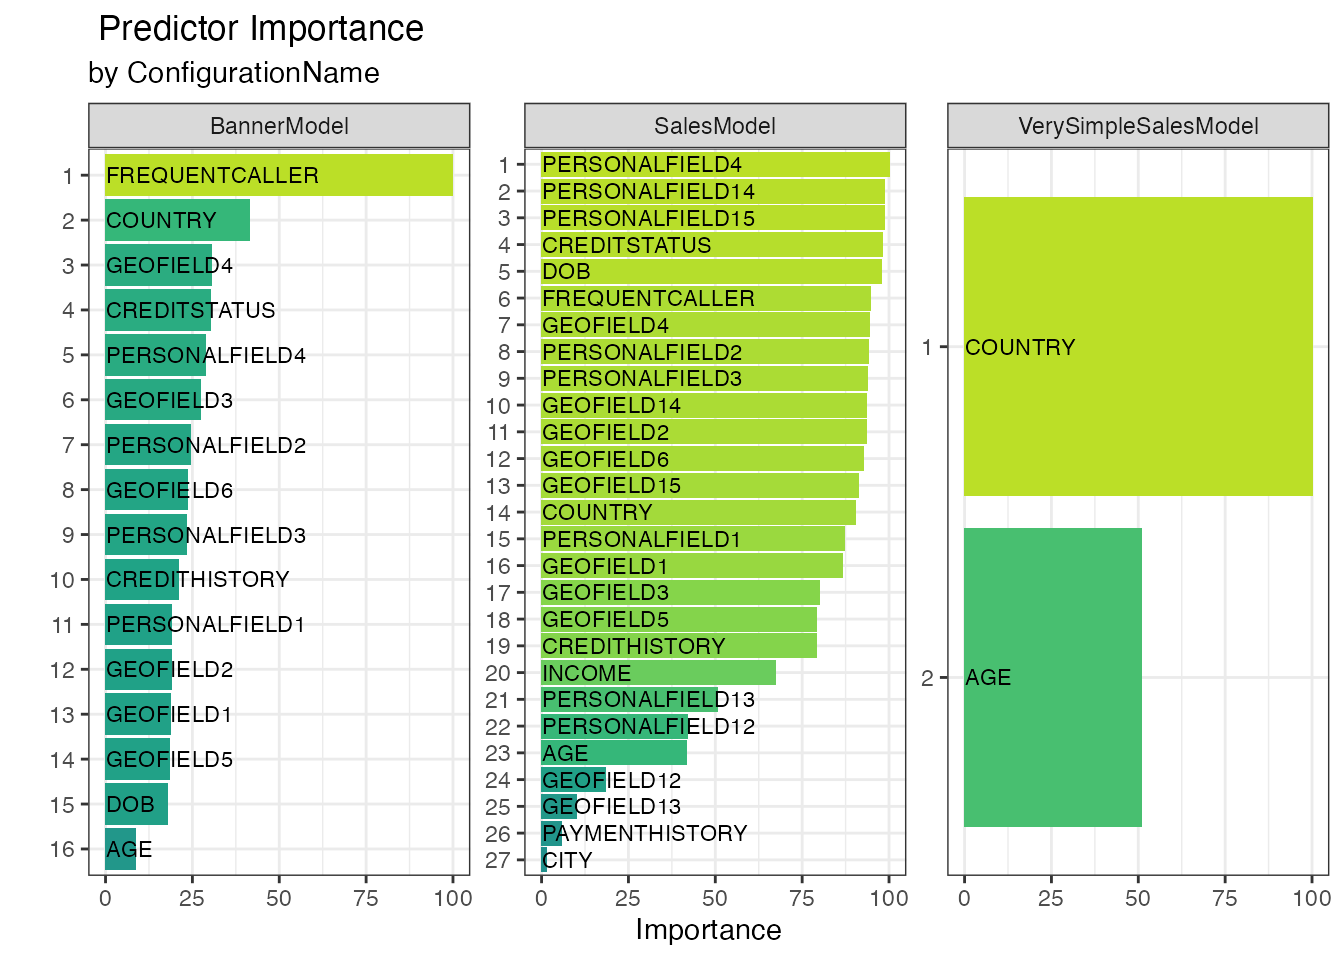 Predictor Importance
by ConfigurationName
BannerModel
1 FREQUENTCALLER
2 COUNTRY
3 GEOFIELD4
4 CREDITSTATUS
5 PERSONALFIELD4
6 GEOFIELD3
7 PERSONALFIELD2
8 GEOFIELD6
9 PERSONALFIELD3
10 CREDITHISTORY
11 PERSONALFIELD1
12 GEOFIELD2
13 GEOFIELD1
14 GEOFIELD5
15 DOB
16 AGE
0 25 50 75 100
SalesModel
1 PERSONALFIELD4
2 PERSONALFIELD14
3 PERSONALFIELD15
4 CREDITSTATUS
5 DOB
6 FREQUENTCALLER
7 GEOFIELD4
8 PERSONALFIELD2
9 PERSONALFIELD3
10 GEOFIELD14
11 GEOFIELD2
12 GEOFIELD6
13 GEOFIELD15
14 COUNTRY
15 PERSONALFIELD1
16 GEOFIELD1
17 GEOFIELD3
18 GEOFIELD5
19 CREDITHISTORY
20 INCOME
21 PERSONALFIELD13
22 PERSONALFIELD12
23 AGE
24 GEOFIELD12
25 GEOFIELD13
26 PAYMENTHISTORY
27 CITY
0 25 50 75 100
VerySimpleSalesModel
1 COUNTRY
2 AGE
0 25 50 75 100
Importance